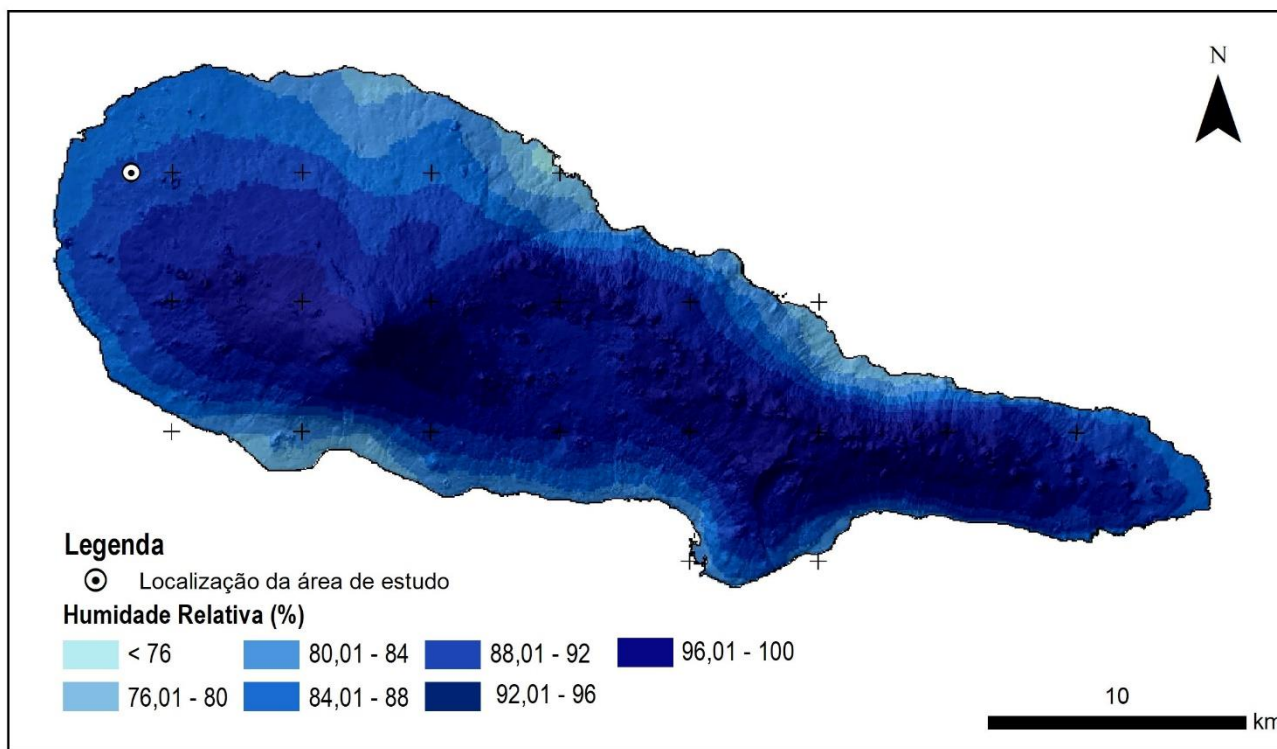 N
Legenda
Localização da área de estudo
Humidade Relativa (%)
< 76
80,01 - 84
88,01 - 92
96,01 - 100
76,01 - 80
84,01 - 88
92,01 - 96
10
km